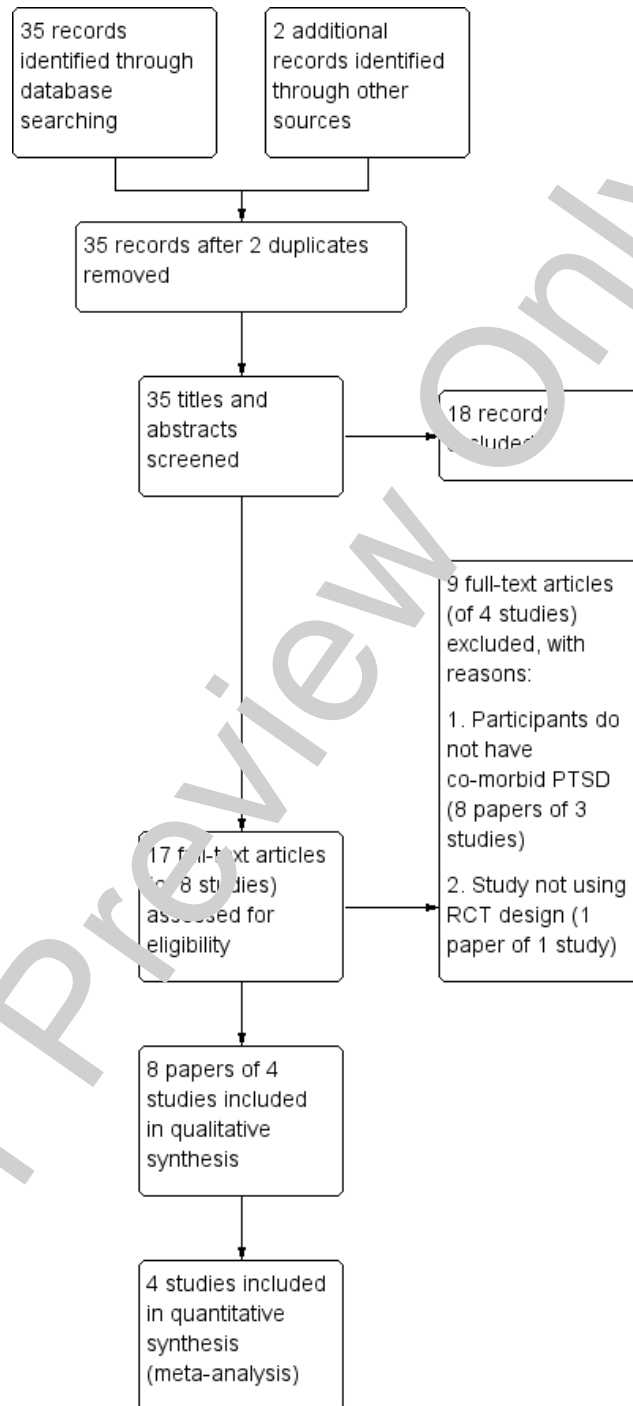 35 records
identified through
database
searching
2 additional
records identified
through other
sources
35 records after 2 duplicates
removed
35 titles and
abstracts
screened
18 records
excluded
9 full-text articles
(of 4 studies)
excluded, with
reasons:
1. Participants do
not have
co-morbid PTSD
(8 papers of 3
studies)
2. Study not using
RCT design (1
paper of 1 study)
17 full-text articles
(of 8 studies)
assessed for
eligibility
8 papers of 4
studies included
in qualitative
synthesis
4 studies included
in quantitative
synthesis
(meta-analysis)
Preview Only